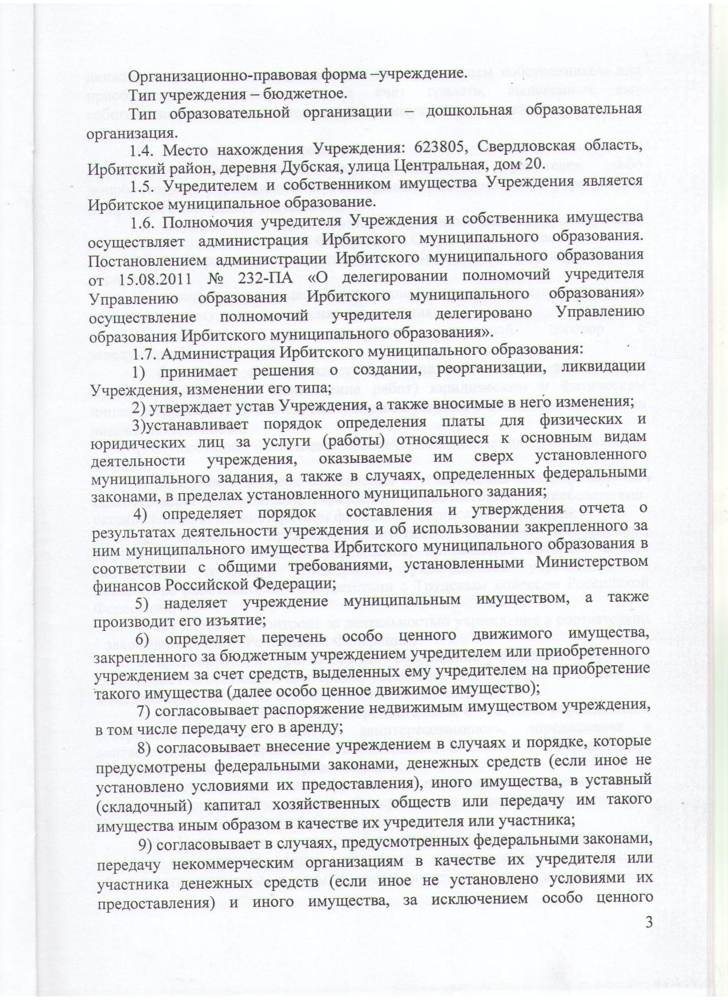 Организационно-правовая форма –учреждение.
Тип учреждения – бюджетное.
Тип образовательной организации – дошкольная образовательная
организация.
1.4. Место нахождения Учреждения: 623805, Свердловская область,
Ирбитский район, деревня Дубская, улица Центральная, дом 20.
1.5. Учредителем и собственником имущества Учреждения является
Ирбитское муниципальное образование.
1.6. Полномочия учредителя Учреждения и собственника имущества
осуществляет администрация Ирбитского муниципального образования.
Постановлением администрации Ирбитского муниципального образования
от 15.08.2011 № 232-ПА «О делегировании полномочий учредителя
Управлению образования Ирбитского муниципального образования»
осуществление полномочий учредителя делегировано Управлению
образования Ирбитского муниципального образования».
1.7. Администрация Ирбитского муниципального образования:
1) принимает решения о создании, реорганизации, ликвидации
Учреждения, изменении его типа;
2) утверждает устав Учреждения, а также вносимые в него изменения;
3)устанавливает порядок определения платы для физических и
юридических лиц за услуги (работы) относящиеся к основным видам
деятельности учреждения, оказываемые им сверх установленного
муниципального задания, а также в случаях, определенных федеральными
законами, в пределах установленного муниципального задания;
4) определяет порядок составления и утверждения отчета о
результатах деятельности учреждения и об использовании закрепленного за
ним муниципального имущества Ирбитского муниципального образования в
соответствии с общими требованиями, установленными Министерством
финансов Российской Федерации;
5) наделяет учреждение муниципальным имуществом, а также
производит его изъятие;
6) определяет перечень особо ценного движимого имущества,
закрепленного за бюджетным учреждением учредителем или приобретенного
учреждением за счет средств, выделенных ему учредителем на приобретение
такого имущества (далее особо ценное движимое имущество);
7) согласовывает распоряжение недвижимым имуществом учреждения,
в том числе передачу его в аренду;
8) согласовывает внесение учреждением в случаях и порядке, которые
предусмотрены федеральными законами, денежных средств (если иное не
установлено условиями их предоставления), иного имущества, в уставный
(складочный) капитал хозяйственных обществ или передачу им такого
имущества иным образом в качестве их учредителя или участника;
9) согласовывает в случаях, предусмотренных федеральными законами,
передачу некоммерческим организациям в качестве их учредителя или
участника денежных средств (если иное не установлено условиями их
предоставления) и иного имущества, за исключением особо ценного
3